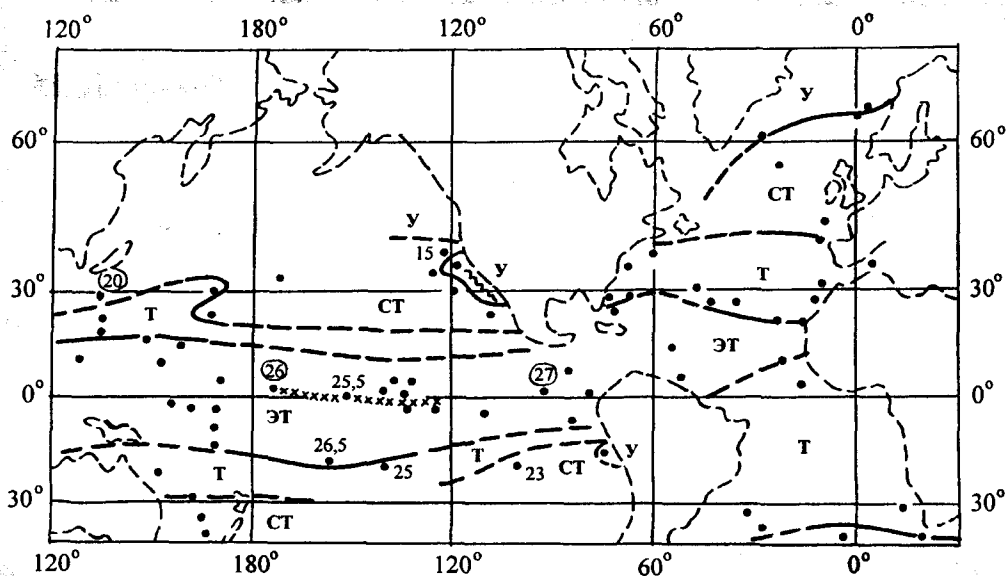 120° 180° 120° 60° 0°
У
60° 60°
СТ
У
15 У
20 Т
30° 30°
Т СТ
ЭТ
26 25,5 27
0° 0°
ЭТ
26,5 Т У Т
Т 25 23 СТ
30° 30°
СТ
120° 180° 120° 60° 0°